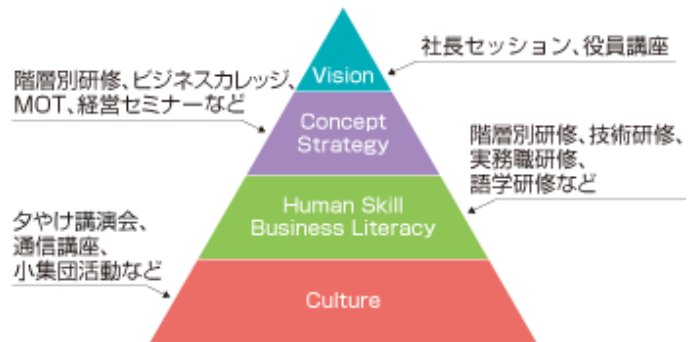 社長セッション、役員講座
Vision
階層別研修、ビジネスカレッジ、
MOT、経営セミナーなど
Concept
Strategy
階層別研修、技術研修、
実務職研修、
語学研修など
Human Skill
Business Literacy
夕やけ講演会、
通信講座、
小集団活動など
Culture